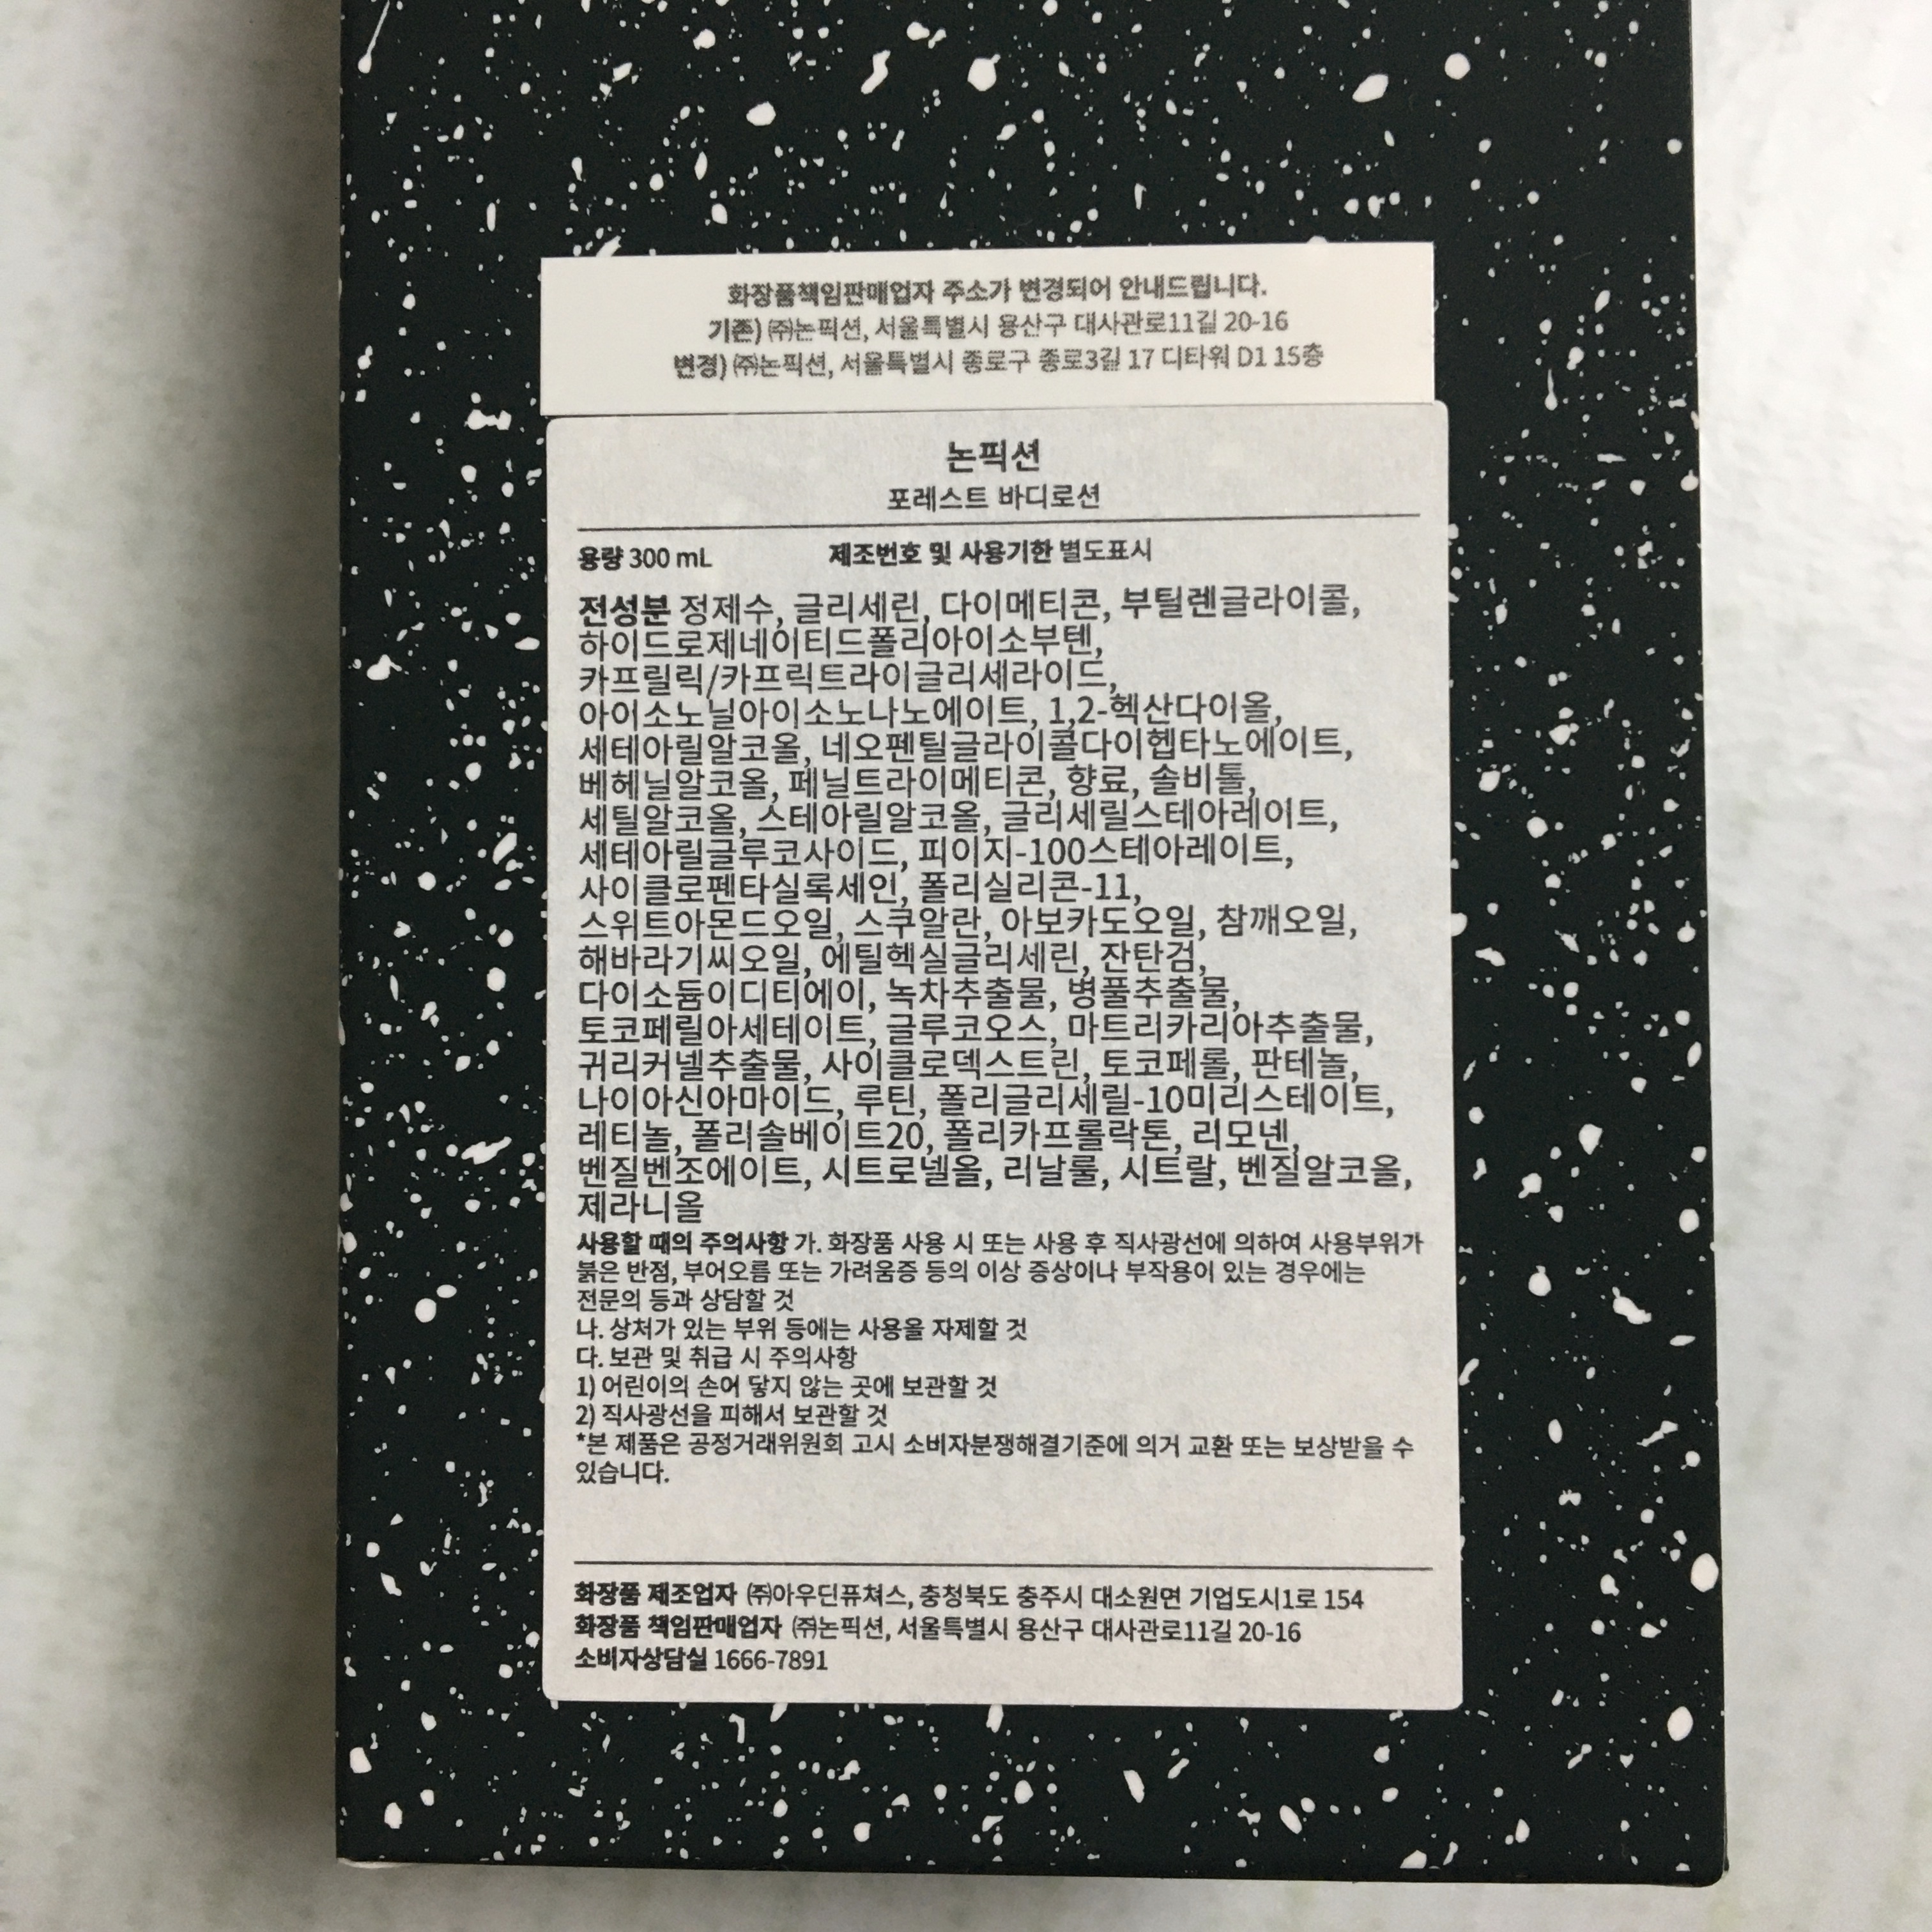 화장품책임판매업자 주소가 변경되어 안내드립니다.
기존) ㈜논픽션, 서울특별시 용산구 대사관로11길 20-16
변경) ㈜논픽션, 서울특별시 종로구 종로3길 17 디타워 D1 15층
논픽션
포레스트 바디로션
용량 300 mL 제조번호 및 사용기한 별도표시
전성분 정제수, 글리세린, 다이메티콘, 부틸렌글라이콜,
하이드로제네이티드폴리아이소부텐,
카프릴릭/카프릭트라이글리세라이드,
아이소노닐아이소노나노에이트, 1,2-헥산다이올,
세테아릴알코올, 네오펜틸글라이콜다이헵타노에이트,
베헤닐알코올, 페닐트라이메티콘, 향료, 솔비톨,
세틸알코올, 스테아릴알코올, 글리세릴스테아레이트,
세테아릴글루코사이드, 피이지-100스테아레이트,
사이클로펜타실록세인, 폴리실리콘-11,
스위트아몬드오일, 스쿠알란, 아보카도오일, 참깨오일,
해바라기씨오일, 에틸헥실글리세린, 잔탄검,
다이소듐이디티에이, 녹차추출물, 병풀추출물,
토코페릴아세테이트, 글루코오스, 마트리카리아추출물,
귀리커넬추출물, 사이클로덱스트린, 토코페롤, 판테놀,
나이아신아마이드, 루틴, 폴리글리세릴-10미리스테이트,
레티놀, 폴리솔베이트20, 폴리카프롤락톤, 리모넨,
벤질벤조에이트, 시트로넬올, 리날룰, 시트랄, 벤질알코올,
제라니올
사용할 때의 주의사항 가. 화장품 사용 시 또는 사용 후 직사광선에 의하여 사용부위가
붉은 반점, 부어오름 또는 가려움증 등의 이상 증상이나 부작용이 있는 경우에는
전문의 등과 상담할 것
나. 상처가 있는 부위 등에는 사용을 자제할 것
다. 보관 및 취급 시 주의사항
1) 어린이의 손어 닿지 않는 곳에 보관할 것
2) 직사광선을 피해서 보관할 것
*본 제품은 공정거래위원회 고시 소비자분쟁해결기준에 의거 교환 또는 보상받을 수
있습니다.
화장품 제조업자 ㈜아우딘퓨쳐스, 충청북도 충주시 대소원면 기업도시1로 154
화장품 책임판매업자 ㈜논픽션, 서울특별시 용산구 대사관로11길 20-16
소비자상담실 1666-7891